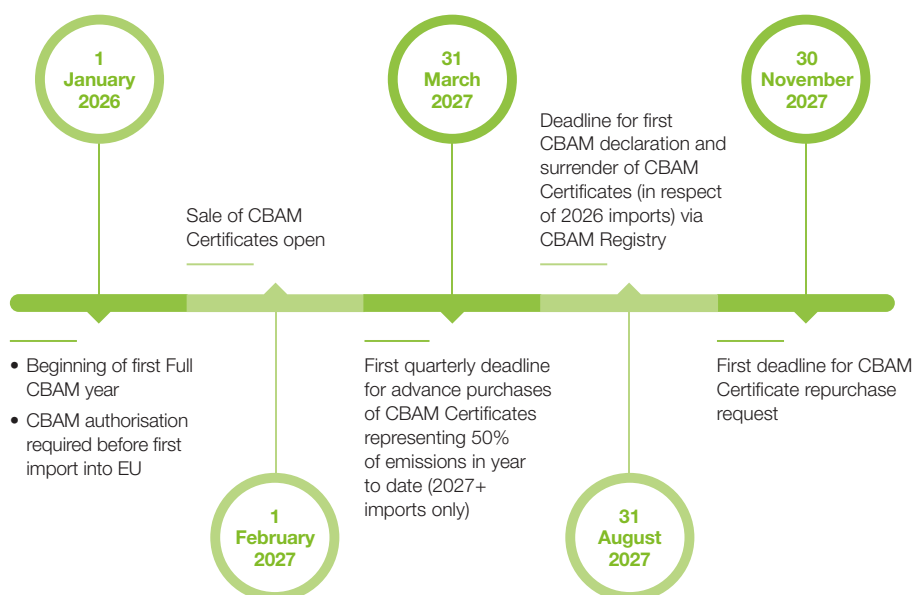 1
January
2026
• Beginning of first Full
CBAM year
• CBAM authorisation
required before first
import into EU
Sale of CBAM
Certificates open
1
February
2027
31
March
2027
First quarterly deadline
for advance purchases
of CBAM Certificates
representing 50%
of emissions in year
to date (2027+
imports only)
Deadline for first
CBAM declaration and
surrender of CBAM
Certificates (in respect
of 2026 imports) via
CBAM Registry
31
August
2027
30
November
2027
First deadline for CBAM
Certificate repurchase
request